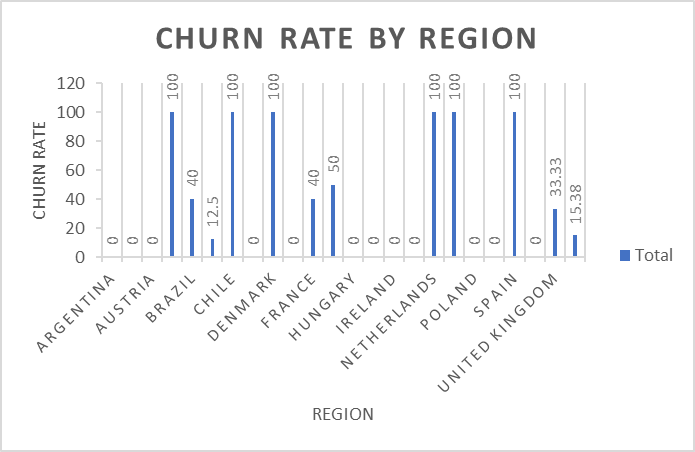 CHURN RATE BY REGION
CHURN RATE
120
100
80
60
40
20
0
0
0
0
100
40
12.5
100
0
100
0
40
50
0
0
0
0
100
100
0
0
100
0
33.33
15.38
ARGENTINA
AUSTRIA
BRAZIL
CHILE
DENMARK
FRANCE
HUNGARY
IRELAND
NETHERLANDS
POLAND
SPAIN
UNITED KINGDOM
Total
REGION